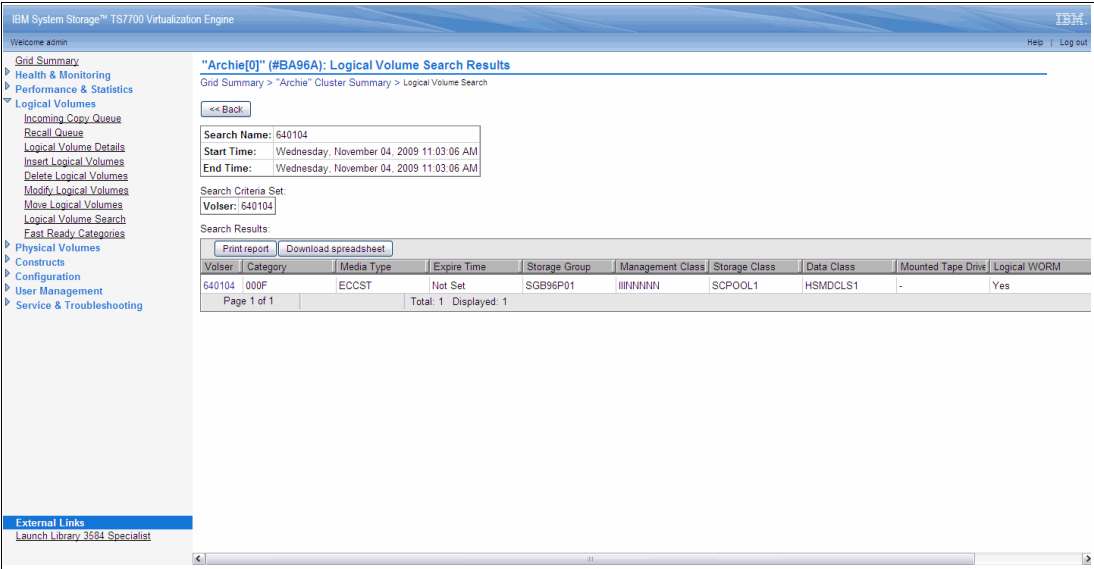 IBM System Storage™ TS7700 Virtualization Engine
IBM.
Welcome admin
Help | Log out
Grid Summary
Health & Monitoring
Performance & Statistics
Logical Volumes
Incoming Copy Queue
Recall Queue
Logical Volume Details
Insert Logical Volumes
Delete Logical Volumes
Modify Logical Volumes
Move Logical Volumes
Logical Volume Search
Fast Ready Categories
Physical Volumes
Constructs
Configuration
User Management
Service & Troubleshooting
External Links
Launch Library 3584 Specialist
"Archie[0]" (#BA96A): Logical Volume Search Results
Grid Summary > "Archie" Cluster Summary > Logical Volume Search
<< Back
Search Name: 640104
Start Time: Wednesday, November 04, 2009 11:03:06 AM
End Time: Wednesday, November 04, 2009 11:03:06 AM
Search Criteria Set:
Volser: 640104
Search Results:
Print report Download spreadsheet
Volser Category Media Type Expire Time Storage Group Management Class Storage Class Data Class Mounted Tape Drive Logical WORM
640104 000F ECCST Not Set SGB96P01 IIINNNNN SCPOOL1 HSMDCLS1 - Yes
Page 1 of 1 Total: 1 Displayed: 1